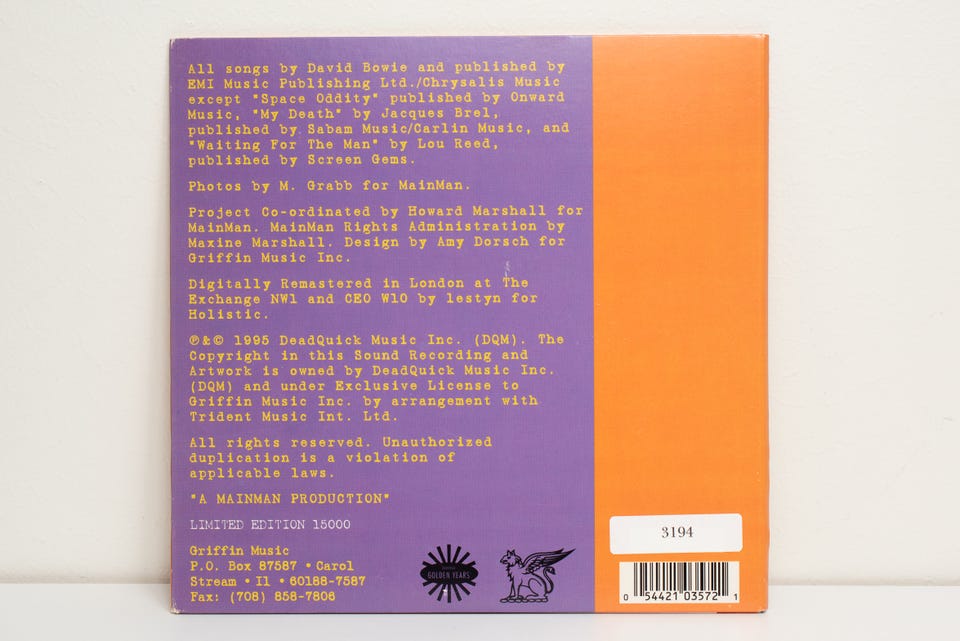 All songs by David Bowie and published by
EMI Music Publishing Ltd./Chrysalis Music
except "Space Oddity" published by Onward
Music, "My Death" by Jacques Brel,
published by Sabam Music/Carlin Music, and
"Waiting For The Man" by Lou Reed,
published by Screen Gems.
Photos by M. Grabb for MainMan.
Project Co-ordinated by Howard Marshall for
MainMan. MainMan Rights Administration by
Maxine Marshall. Design by Amy Dorsch for
Griffin Music Inc.
Digitally Remastered in London at The
Exchange NW1 and CEO W10 by lestyn for
Holistic.
℗&© 1995 DeadQuick Music Inc. (DQM). The
Copyright in this Sound Recording and
Artwork is owned by DeadQuick Music Inc.
(DQM) and under Exclusive License to
Griffin Music Inc. by arrangement with
Trident Music Int. Ltd.
All rights reserved. Unauthorized
duplication is a violation of
applicable laws.
"A MAINMAN PRODUCTION"
LIMITED EDITION 15000
Griffin Music
P.O. Box 87587 • Carol
Stream • Il • 60188-7587
Fax: (708) 858-7806
GOLDEN YEARS
3194
0 54421 03572 1